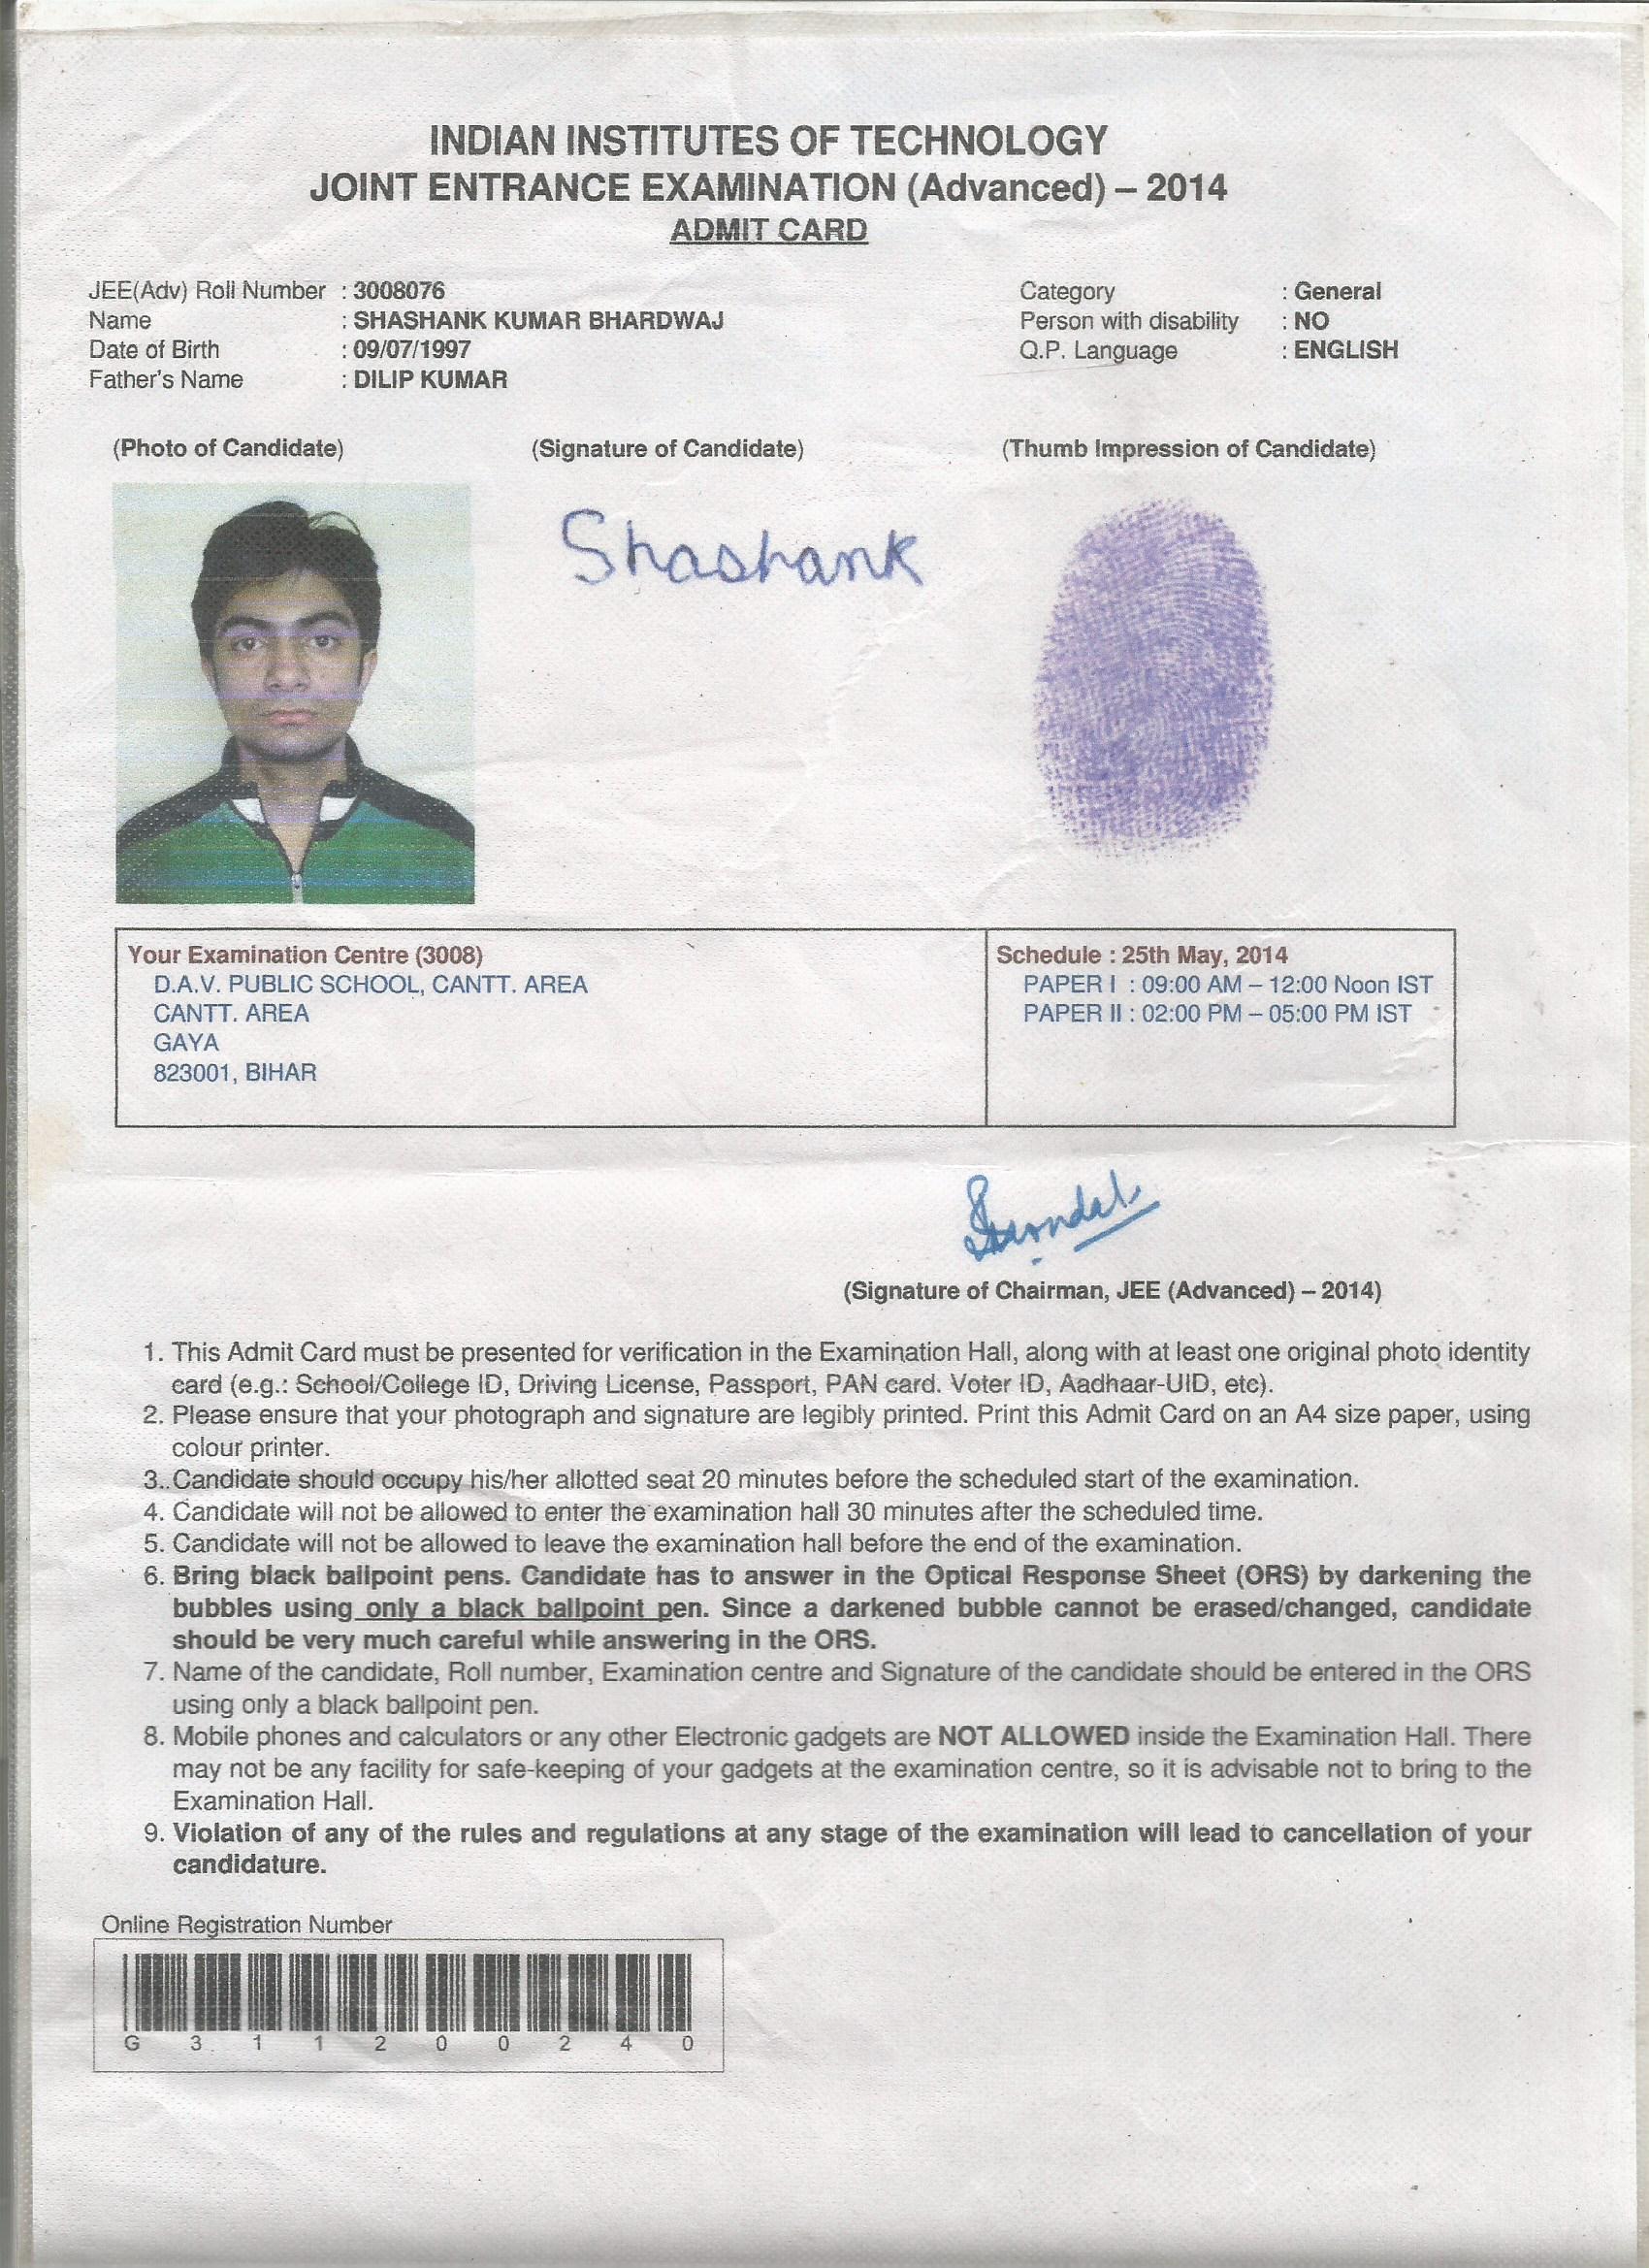 INDIAN INSTITUTES OF TECHNOLOGY
JOINT ENTRANCE EXAMINATION (Advanced) – 2014
ADMIT CARD
JEE(Adv) Roll Number : 3008076
Name : SHASHANK KUMAR BHARDWAJ
Date of Birth : 09/07/1997
Father's Name : DILIP KUMAR
Category : General
Person with disability : NO
Q.P. Language : ENGLISH
(Photo of Candidate) (Signature of Candidate) (Thumb Impression of Candidate)
Shashank
Your Examination Centre (3008)
D.A.V. PUBLIC SCHOOL, CANTT. AREA
CANTT. AREA
GAYA
823001, BIHAR
Schedule : 25th May, 2014
PAPER I : 09:00 AM – 12:00 Noon IST
PAPER II : 02:00 PM – 05:00 PM IST
(Signature of Chairman, JEE (Advanced) – 2014)
1. This Admit Card must be presented for verification in the Examination Hall, along with at least one original photo identity
card (e.g.: School/College ID, Driving License, Passport, PAN card. Voter ID, Aadhaar-UID, etc).
2. Please ensure that your photograph and signature are legibly printed. Print this Admit Card on an A4 size paper, using
colour printer.
3. Candidate should occupy his/her allotted seat 20 minutes before the scheduled start of the examination.
4. Candidate will not be allowed to enter the examination hall 30 minutes after the scheduled time.
5. Candidate will not be allowed to leave the examination hall before the end of the examination.
6. Bring black ballpoint pens. Candidate has to answer in the Optical Response Sheet (ORS) by darkening the
bubbles using only a black ballpoint pen. Since a darkened bubble cannot be erased/changed, candidate
should be very much careful while answering in the ORS.
7. Name of the candidate, Roll number, Examination centre and Signature of the candidate should be entered in the ORS
using only a black ballpoint pen.
8. Mobile phones and calculators or any other Electronic gadgets are NOT ALLOWED inside the Examination Hall. There
may not be any facility for safe-keeping of your gadgets at the examination centre, so it is advisable not to bring to the
Examination Hall.
9. Violation of any of the rules and regulations at any stage of the examination will lead to cancellation of your
candidature.
Online Registration Number
G 3 1 1 2 0 0 2 4 0